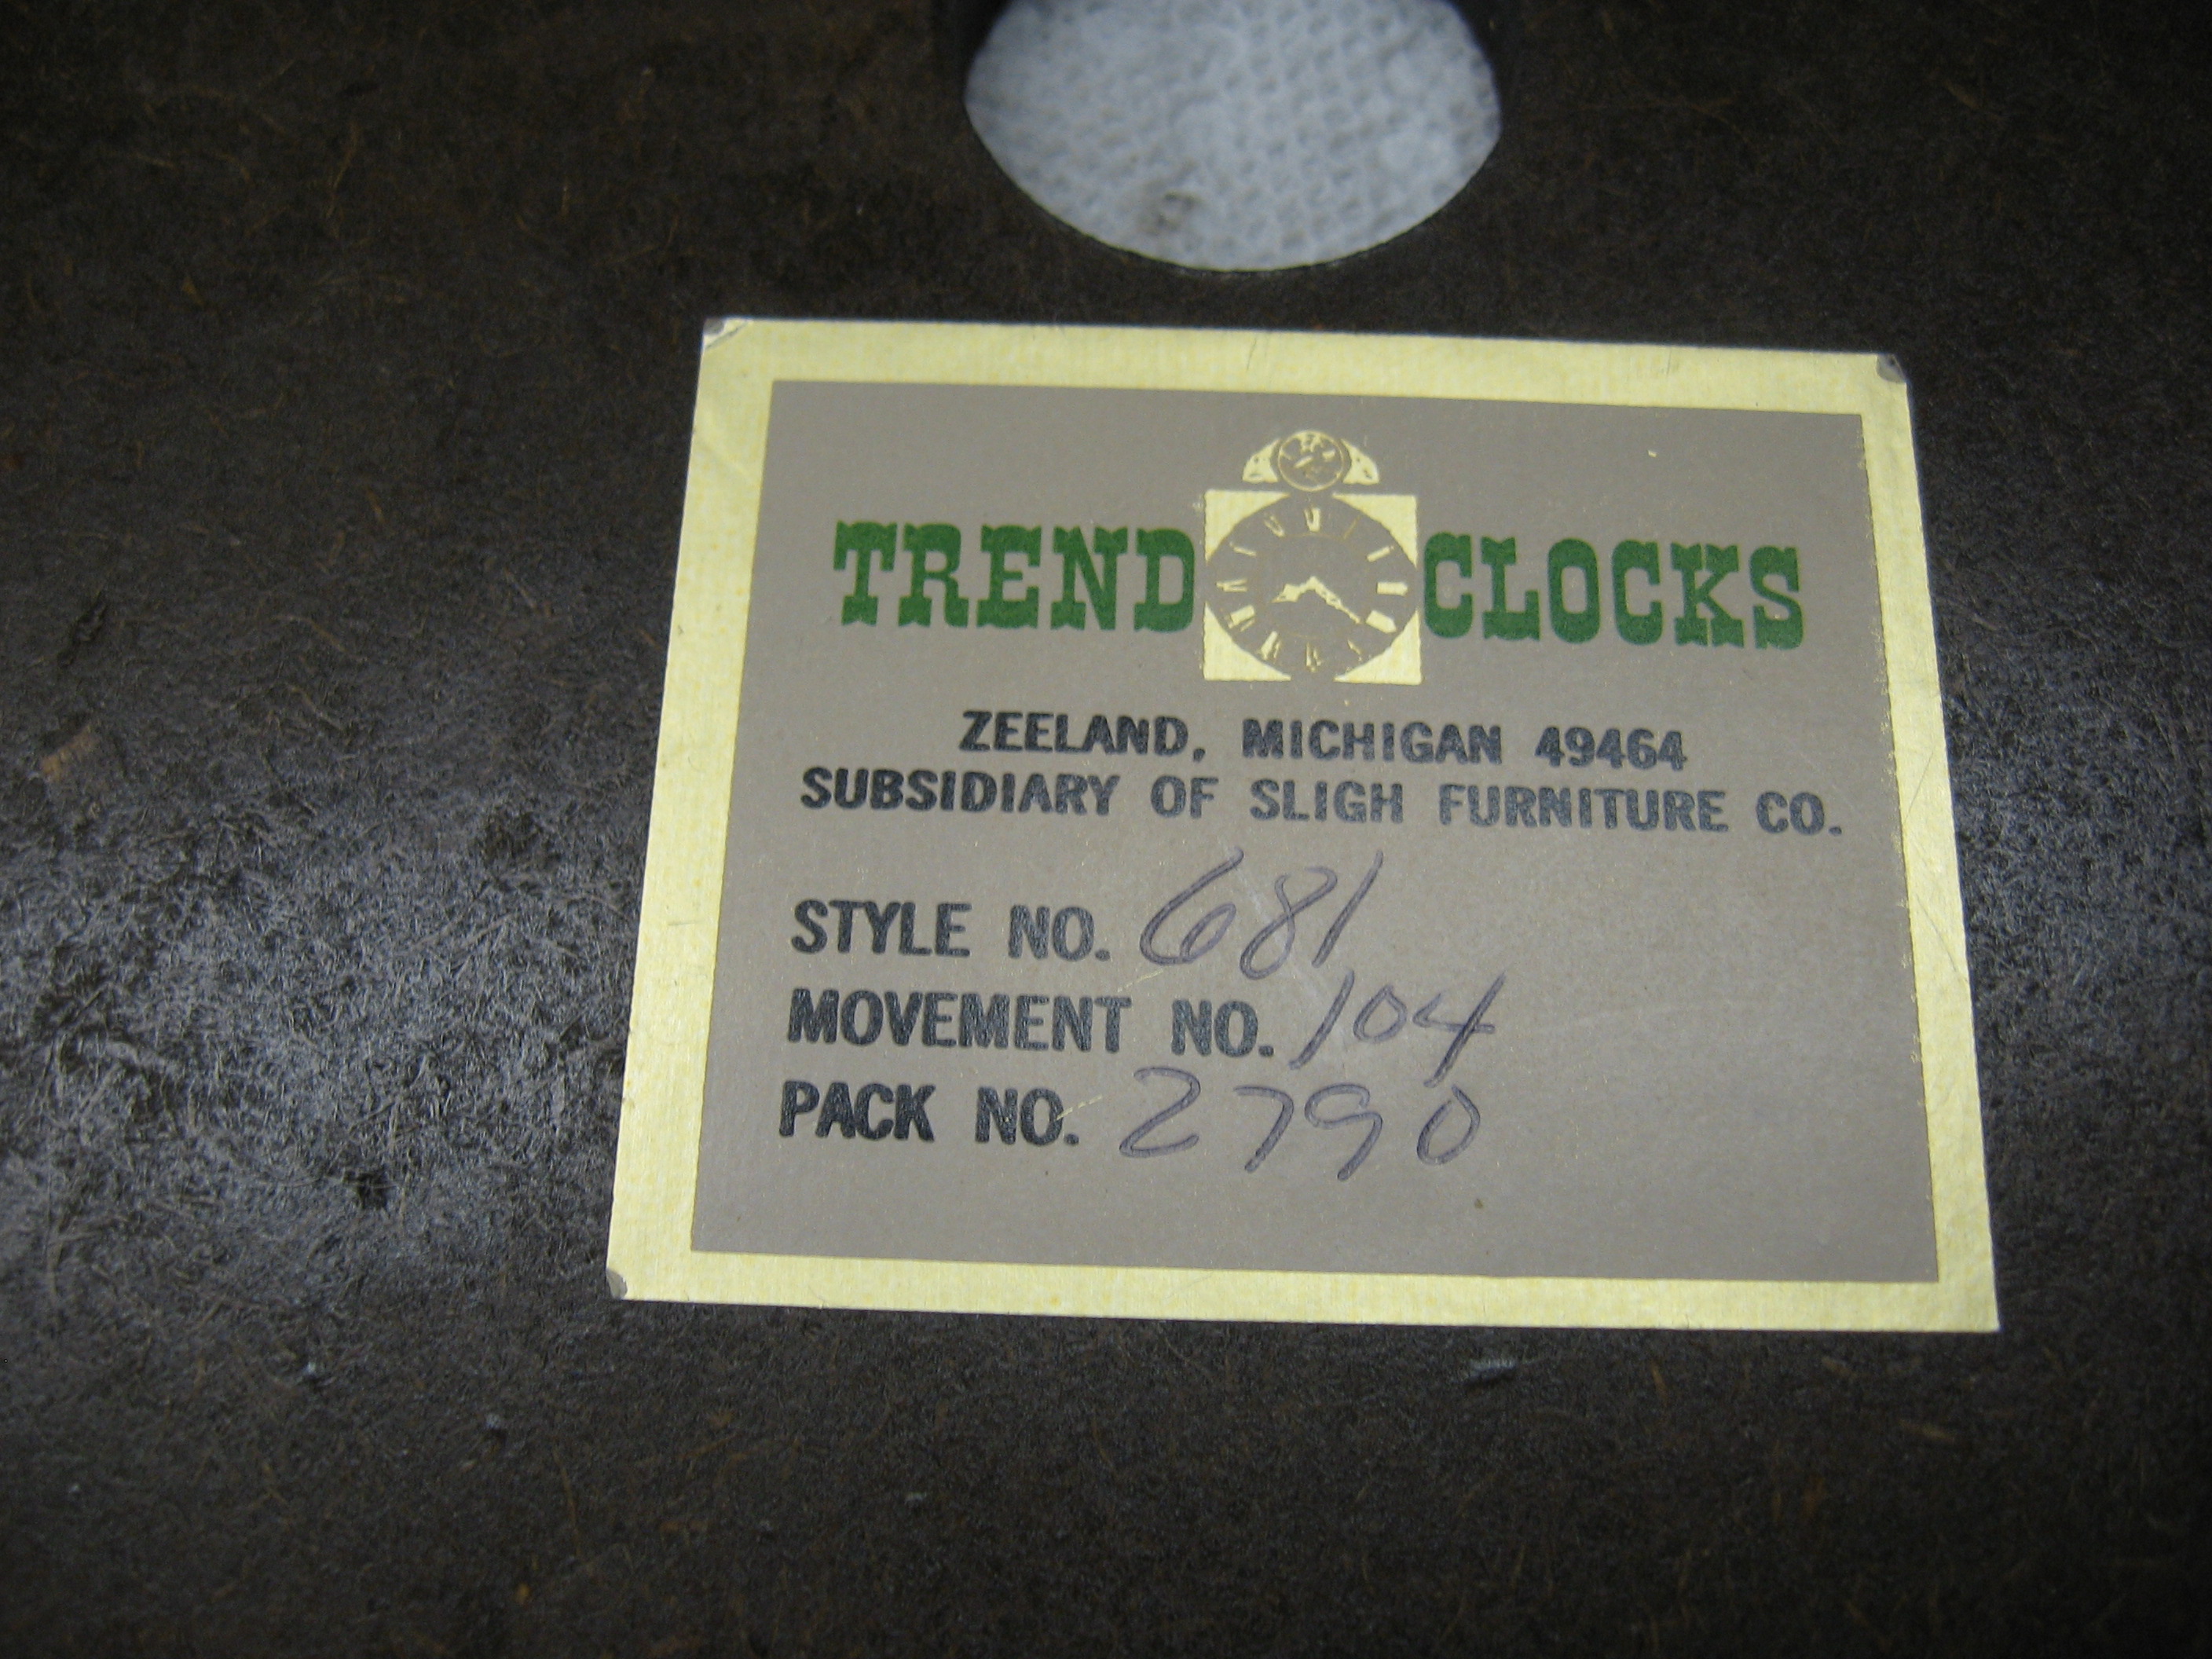 TREND CLOCKS
ZEELAND, MICHIGAN 49464
SUBSIDIARY OF SLIGH FURNITURE CO.
STYLE NO. 681
MOVEMENT NO. 104
PACK NO. 2790